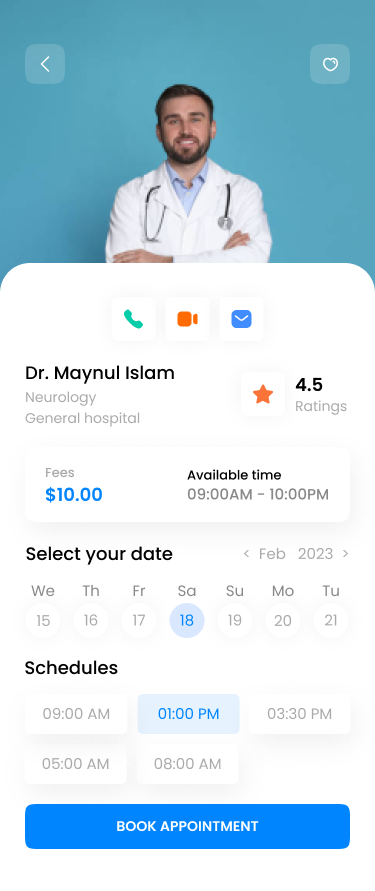 Dr. Maynul Islam
Neurology
General hospital
4.5
Ratings
Fees
$10.00
Available time
09:00AM - 10:00PM
Select your date
< Feb 2023 >
We Th Fr Sa Su Mo Tu
15 16 17 18 19 20 21
Schedules
09:00 AM 01:00 PM 03:30 PM
05:00 AM 08:00 AM
BOOK APPOINTMENT